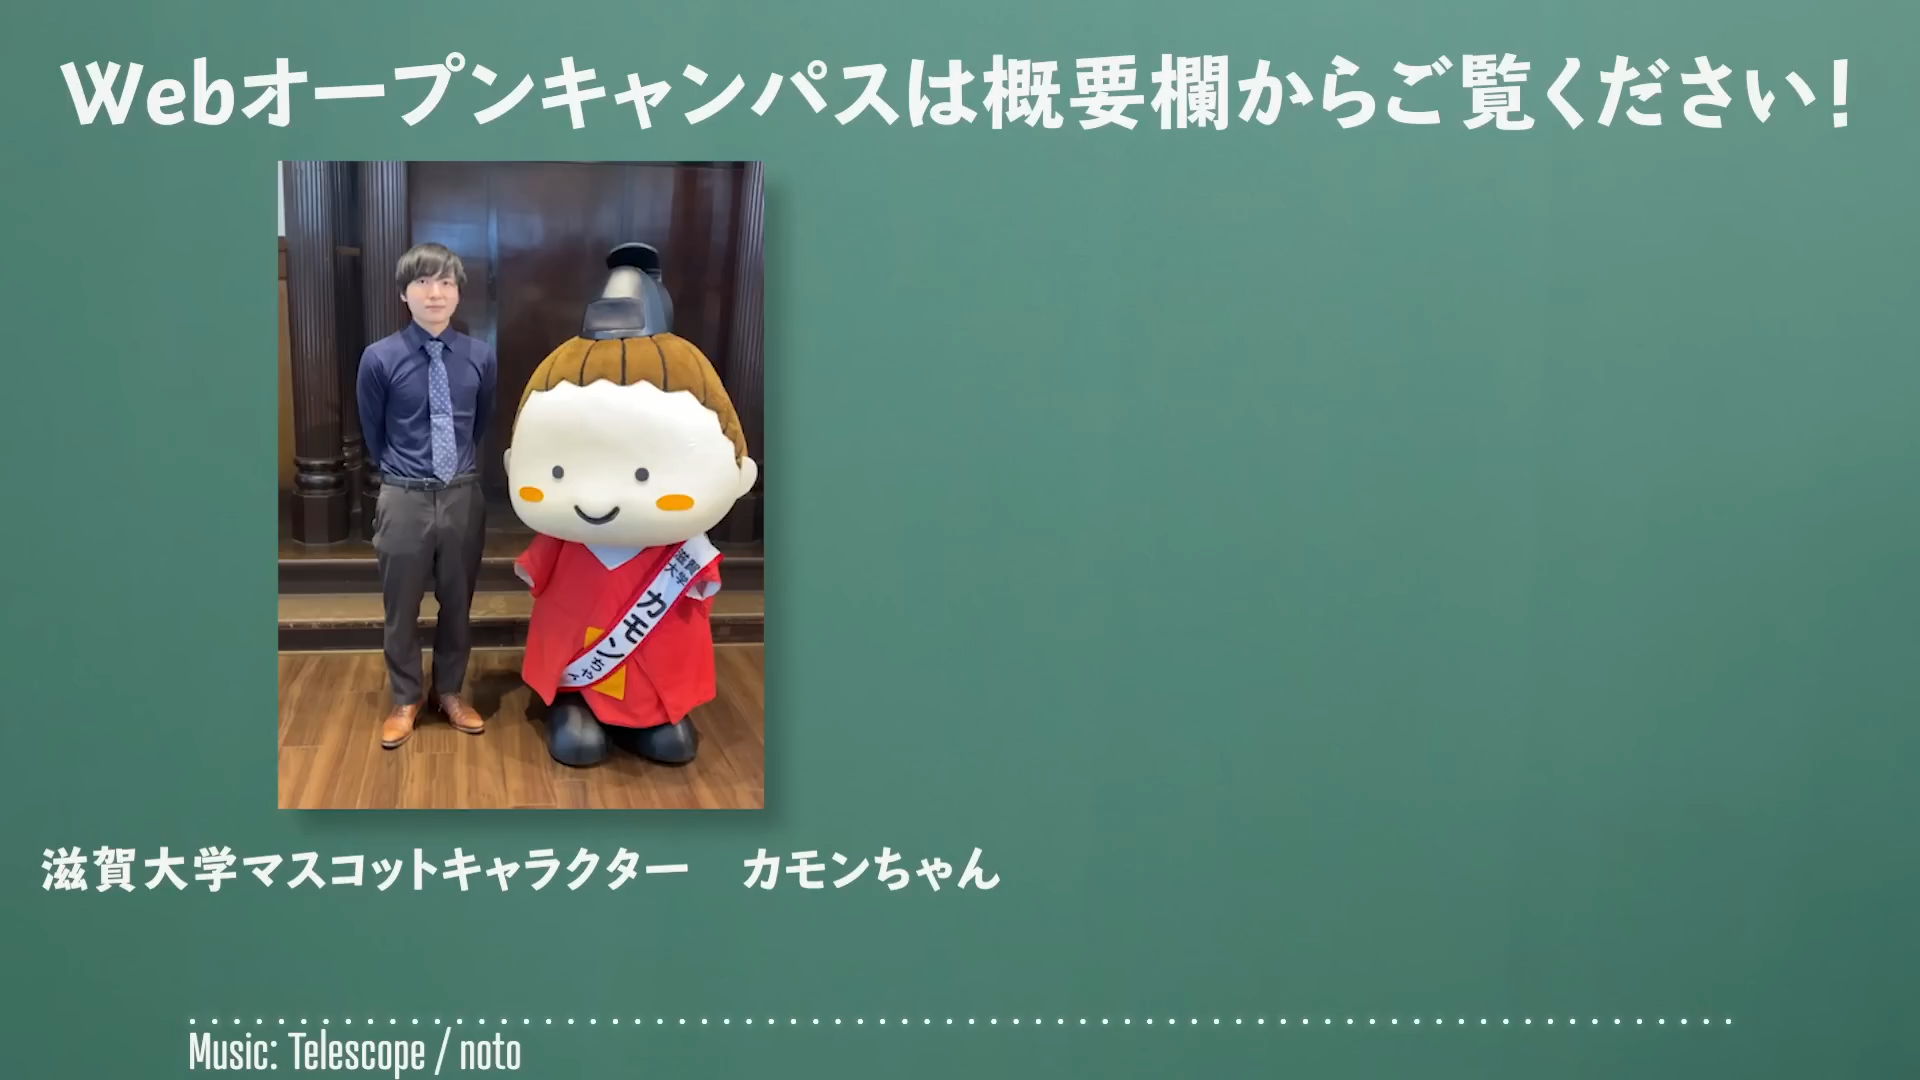 Webオープンキャンパスは概要欄からご覧ください！
滋賀大学
カモンちゃん
滋賀大学マスコットキャラクター　カモンちゃん
Music: Telescope / noto